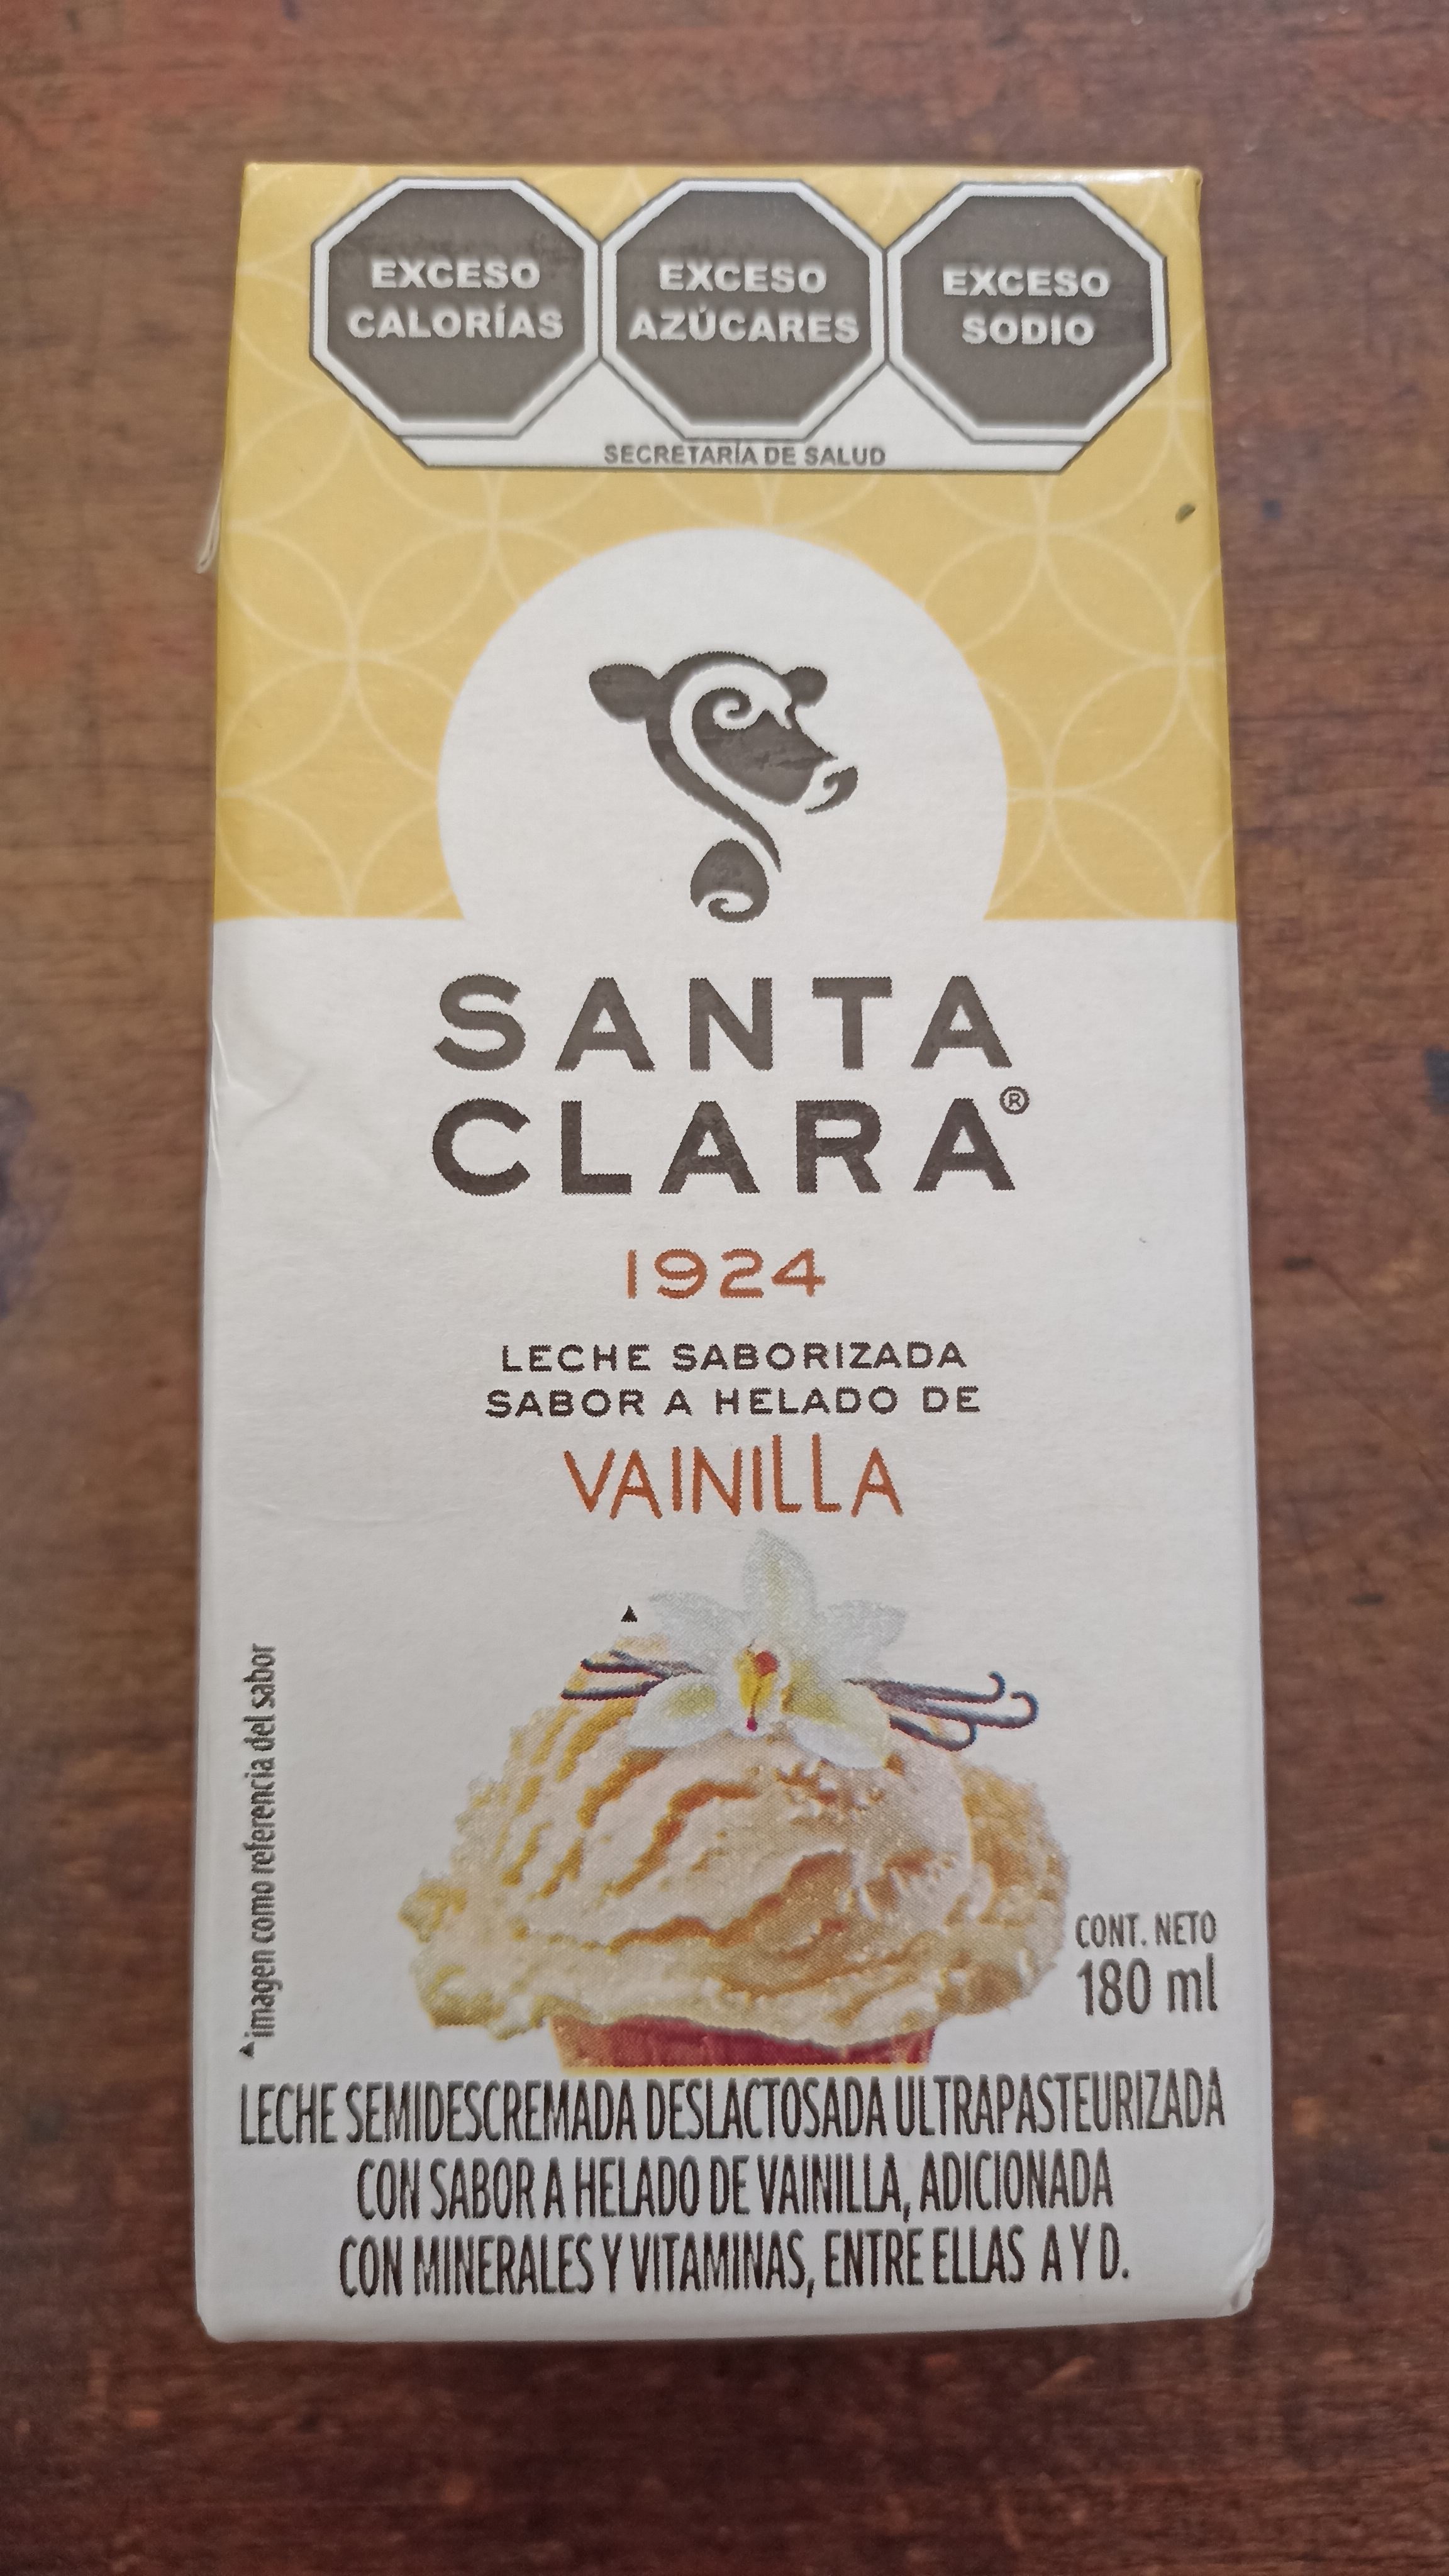 EXCESO
CALORÍAS
EXCESO
AZÚCARES
EXCESO
SODIO
SECRETARÍA DE SALUD
SANTA
CLARA®
1924
LECHE SABORIZADA
SABOR A HELADO DE
VAINILLA
▲
▲imagen como referencia del sabor
CONT. NETO
180 ml
LECHE SEMIDESCREMADA DESLACTOSADA ULTRAPASTEURIZADA
CON SABOR A HELADO DE VAINILLA, ADICIONADA
CON MINERALES Y VITAMINAS, ENTRE ELLAS A Y D.